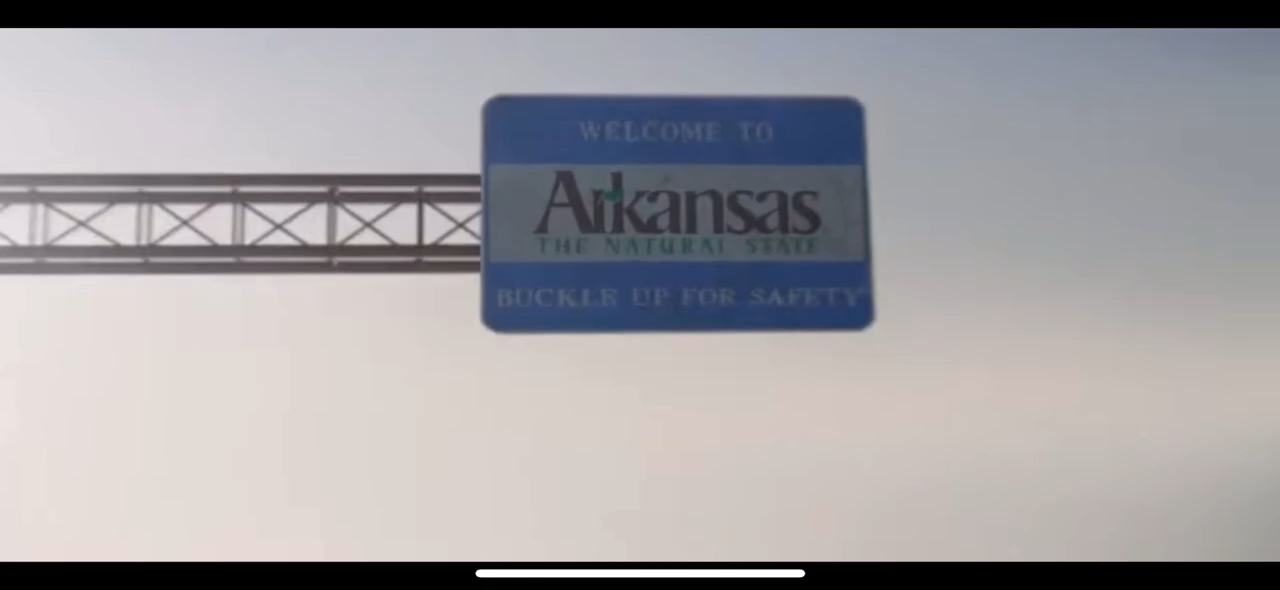 WELCOME TO
Arkansas
THE NATURAL STATE
BUCKLE UP FOR SAFETY